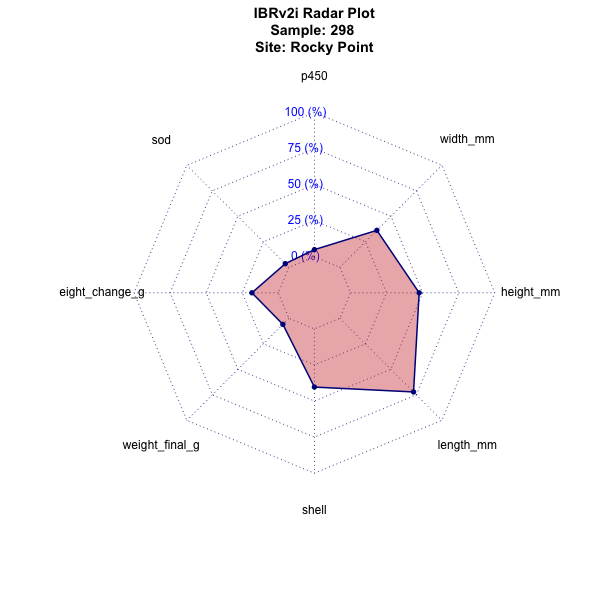 IBRv2i Radar Plot
Sample: 298
Site: Rocky Point
p450
100 (%)
sod
width_mm
75 (%)
50 (%)
25 (%)
0 (%)
eight_change_g
height_mm
weight_final_g
length_mm
shell